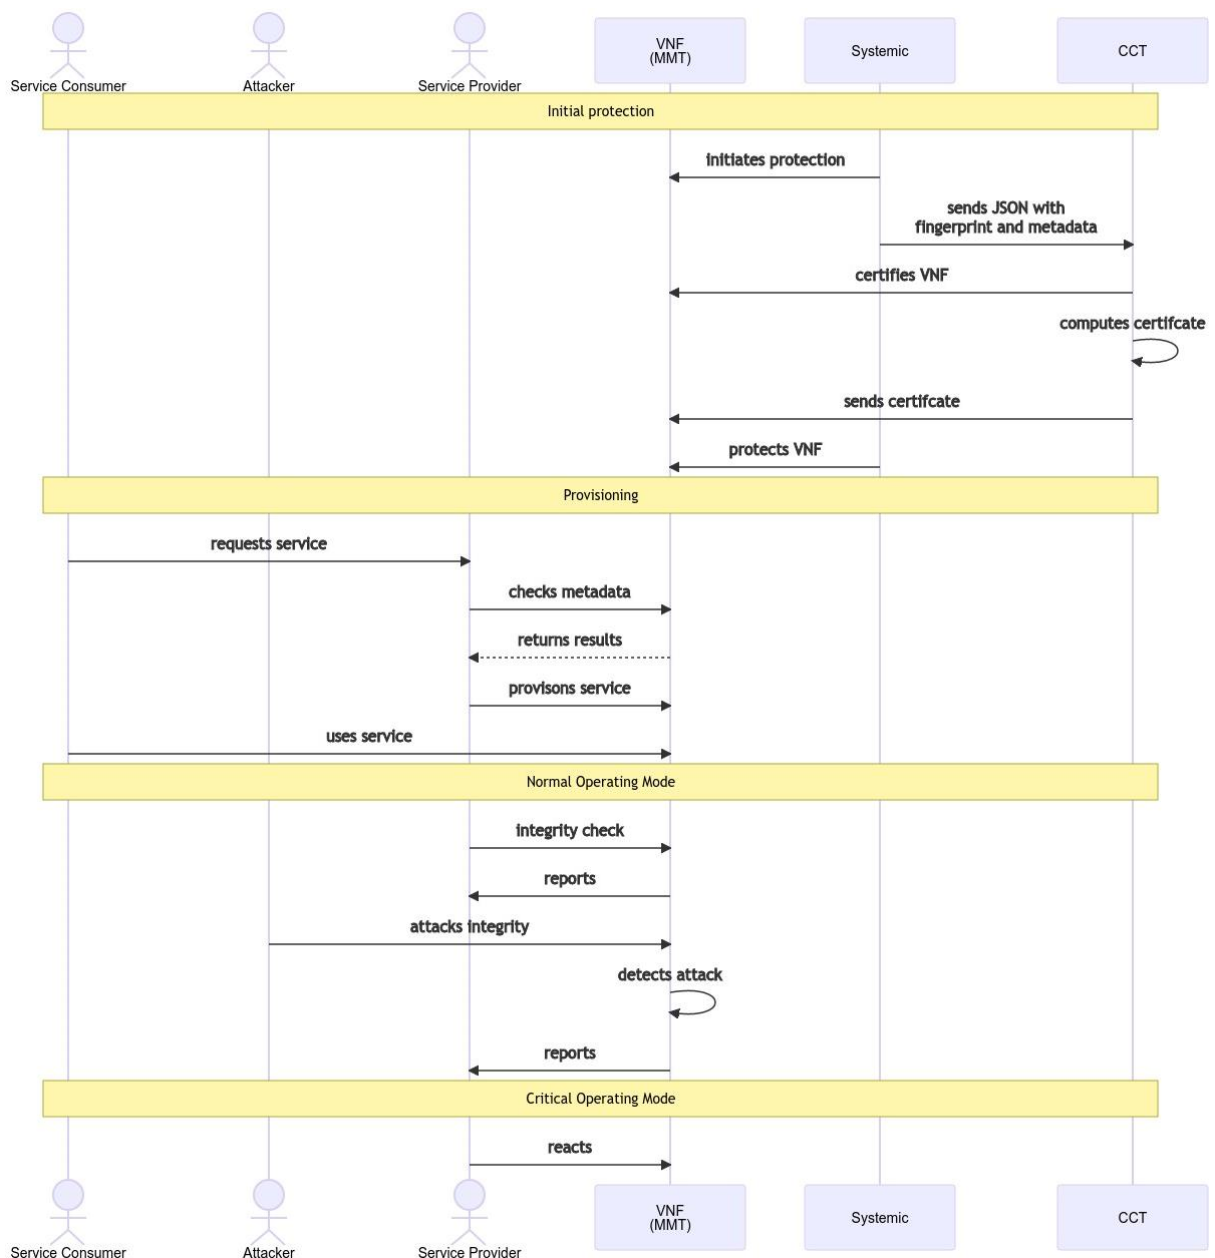 Service Consumer
Attacker
Service Provider
VNF
(MMT)
Systemic
CCT
Initial protection
initiates protection
sends JSON with
fingerprint and metadata
certifies VNF
computes certifcate
sends certifcate
protects VNF
Provisioning
requests service
checks metadata
returns results
provisons service
uses service
Normal Operating Mode
integrity check
reports
attacks integrity
detects attack
reports
Critical Operating Mode
reacts
Service Consumer
Attacker
Service Provider
VNF
(MMT)
Systemic
CCT